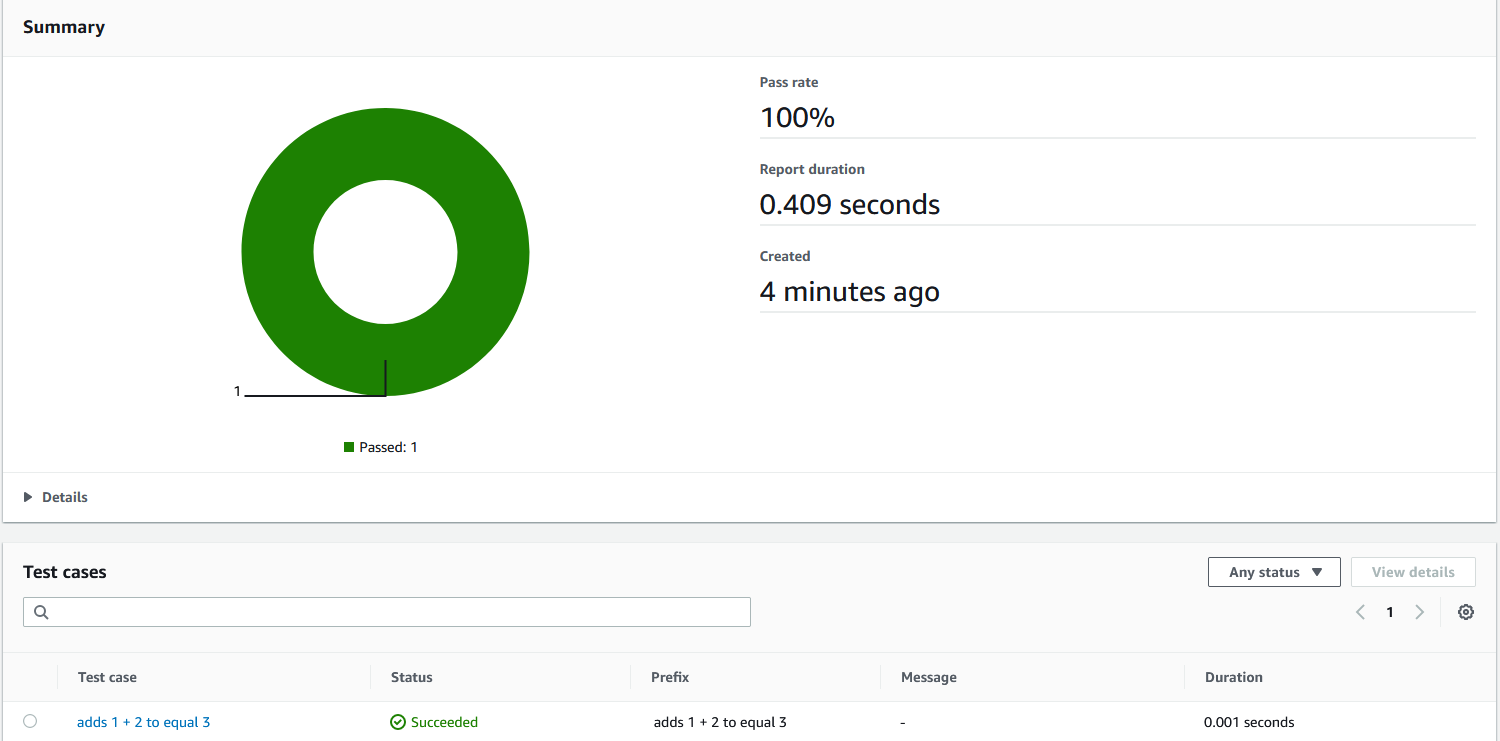 Summary
Pass rate
100%
Report duration
0.409 seconds
Created
4 minutes ago
1
Passed: 1
Details
Test cases
Any status
View details
1
Test case Status Prefix Message Duration
adds 1 + 2 to equal 3 Succeeded adds 1 + 2 to equal 3 - 0.001 seconds